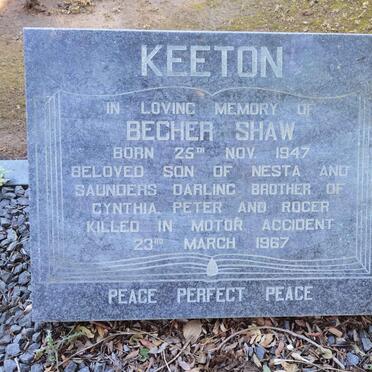 KEETON
IN LOVING MEMORY OF
BECHER SHAW
BORN 25TH NOV. 1947
BELOVED SON OF NESTA AND
SAUNDERS, DARLING BROTHER OF
CYNTHIA, PETER AND ROGER
KILLED IN MOTOR ACCIDENT
23RD MARCH 1967
PEACE PERFECT PEACE